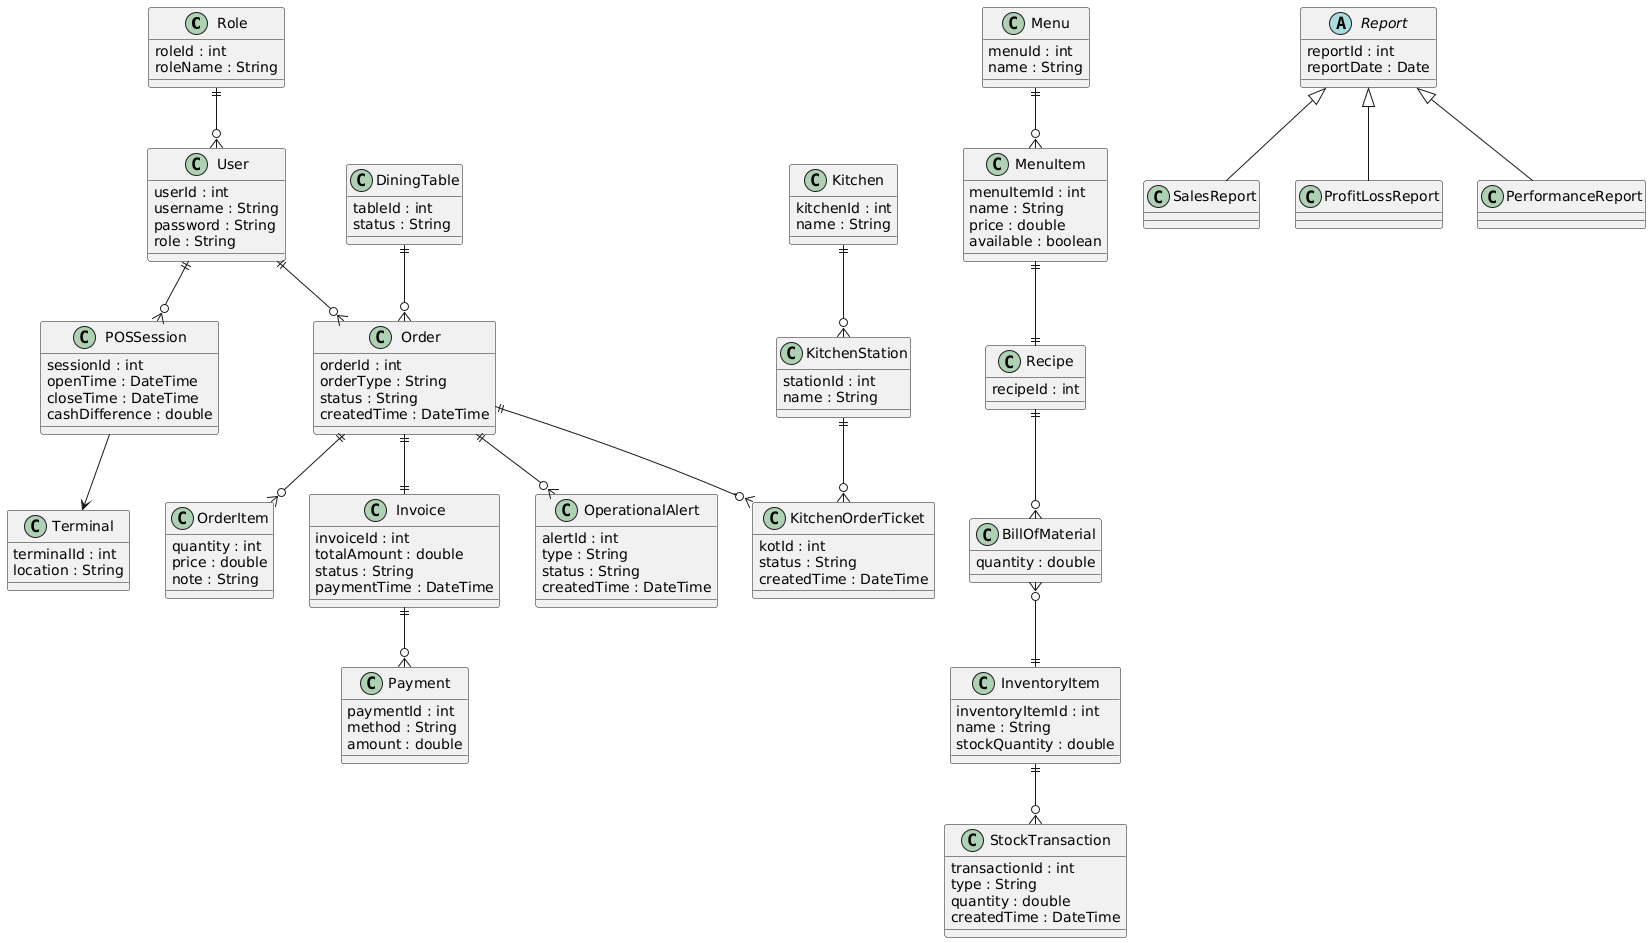 C Role
roleId : int
roleName : String
C Menu
menuId : int
name : String
A Report
reportId : int
reportDate : Date
C User
userId : int
username : String
password : String
role : String
C DiningTable
tableId : int
status : String
C Kitchen
kitchenId : int
name : String
C MenuItem
menuItemId : int
name : String
price : double
available : boolean
C SalesReport
C ProfitLossReport
C PerformanceReport
C POSSession
sessionId : int
openTime : DateTime
closeTime : DateTime
cashDifference : double
C Order
orderId : int
orderType : String
status : String
createdTime : DateTime
C KitchenStation
stationId : int
name : String
C Recipe
recipeId : int
C Terminal
terminalId : int
location : String
C OrderItem
quantity : int
price : double
note : String
C Invoice
invoiceId : int
totalAmount : double
status : String
paymentTime : DateTime
C OperationalAlert
alertId : int
type : String
status : String
createdTime : DateTime
C KitchenOrderTicket
kotId : int
status : String
createdTime : DateTime
C BillOfMaterial
quantity : double
C Payment
paymentId : int
method : String
amount : double
C InventoryItem
inventoryItemId : int
name : String
stockQuantity : double
C StockTransaction
transactionId : int
type : String
quantity : double
createdTime : DateTime